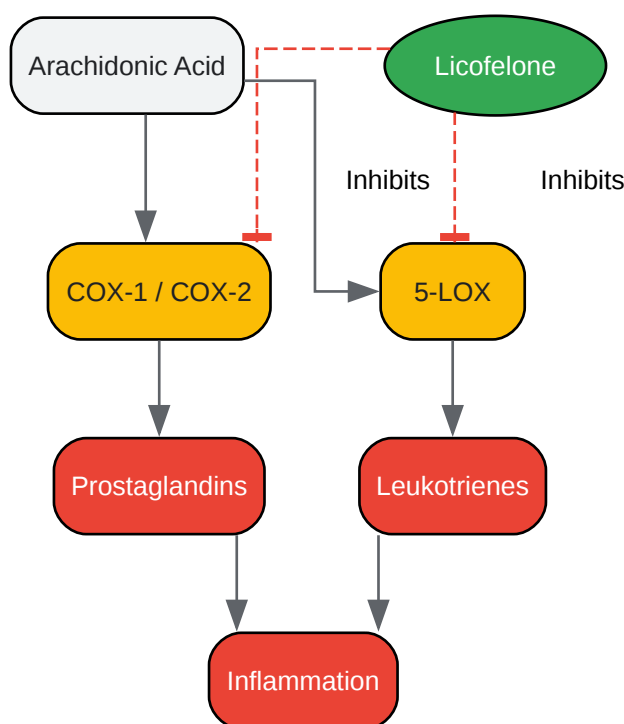 Arachidonic Acid
Licofelone
Inhibits
Inhibits
COX-1 / COX-2
5-LOX
Prostaglandins
Leukotrienes
Inflammation